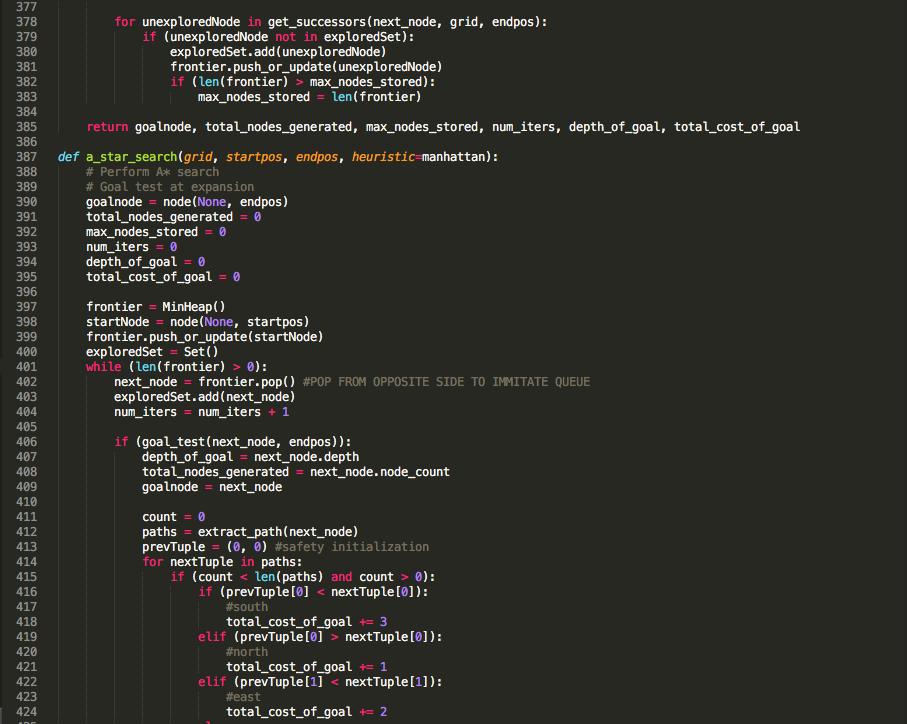 377
378 for unexploredNode in get_successors(next_node, grid, endpos):
379 if (unexploredNode not in exploredSet):
380 exploredSet.add(unexploredNode)
381 frontier.push_or_update(unexploredNode)
382 if (len(frontier) > max_nodes_stored):
383 max_nodes_stored = len(frontier)
384
385 return goalnode, total_nodes_generated, max_nodes_stored, num_iters, depth_of_goal, total_cost_of_goal
386
387 def a_star_search(grid, startpos, endpos, heuristic=manhattan):
388 # Perform A* search
389 # Goal test at expansion
390 goalnode = node(None, endpos)
391 total_nodes_generated = 0
392 max_nodes_stored = 0
393 num_iters = 0
394 depth_of_goal = 0
395 total_cost_of_goal = 0
396
397 frontier = MinHeap()
398 startNode = node(None, startpos)
399 frontier.push_or_update(startNode)
400 exploredSet = Set()
401 while (len(frontier) > 0):
402 next_node = frontier.pop() #POP FROM OPPOSITE SIDE TO IMMITATE QUEUE
403 exploredSet.add(next_node)
404 num_iters = num_iters + 1
405
406 if (goal_test(next_node, endpos)):
407 depth_of_goal = next_node.depth
408 total_nodes_generated = next_node.node_count
409 goalnode = next_node
410
411 count = 0
412 paths = extract_path(next_node)
413 prevTuple = (0, 0) #safety initialization
414 for nextTuple in paths:
415 if (count < len(paths) and count > 0):
416 if (prevTuple[0] < nextTuple[0]):
417 #south
418 total_cost_of_goal += 3
419 elif (prevTuple[0] > nextTuple[0]):
420 #north
421 total_cost_of_goal += 1
422 elif (prevTuple[1] < nextTuple[1]):
423 #east
424 total_cost_of_goal += 2